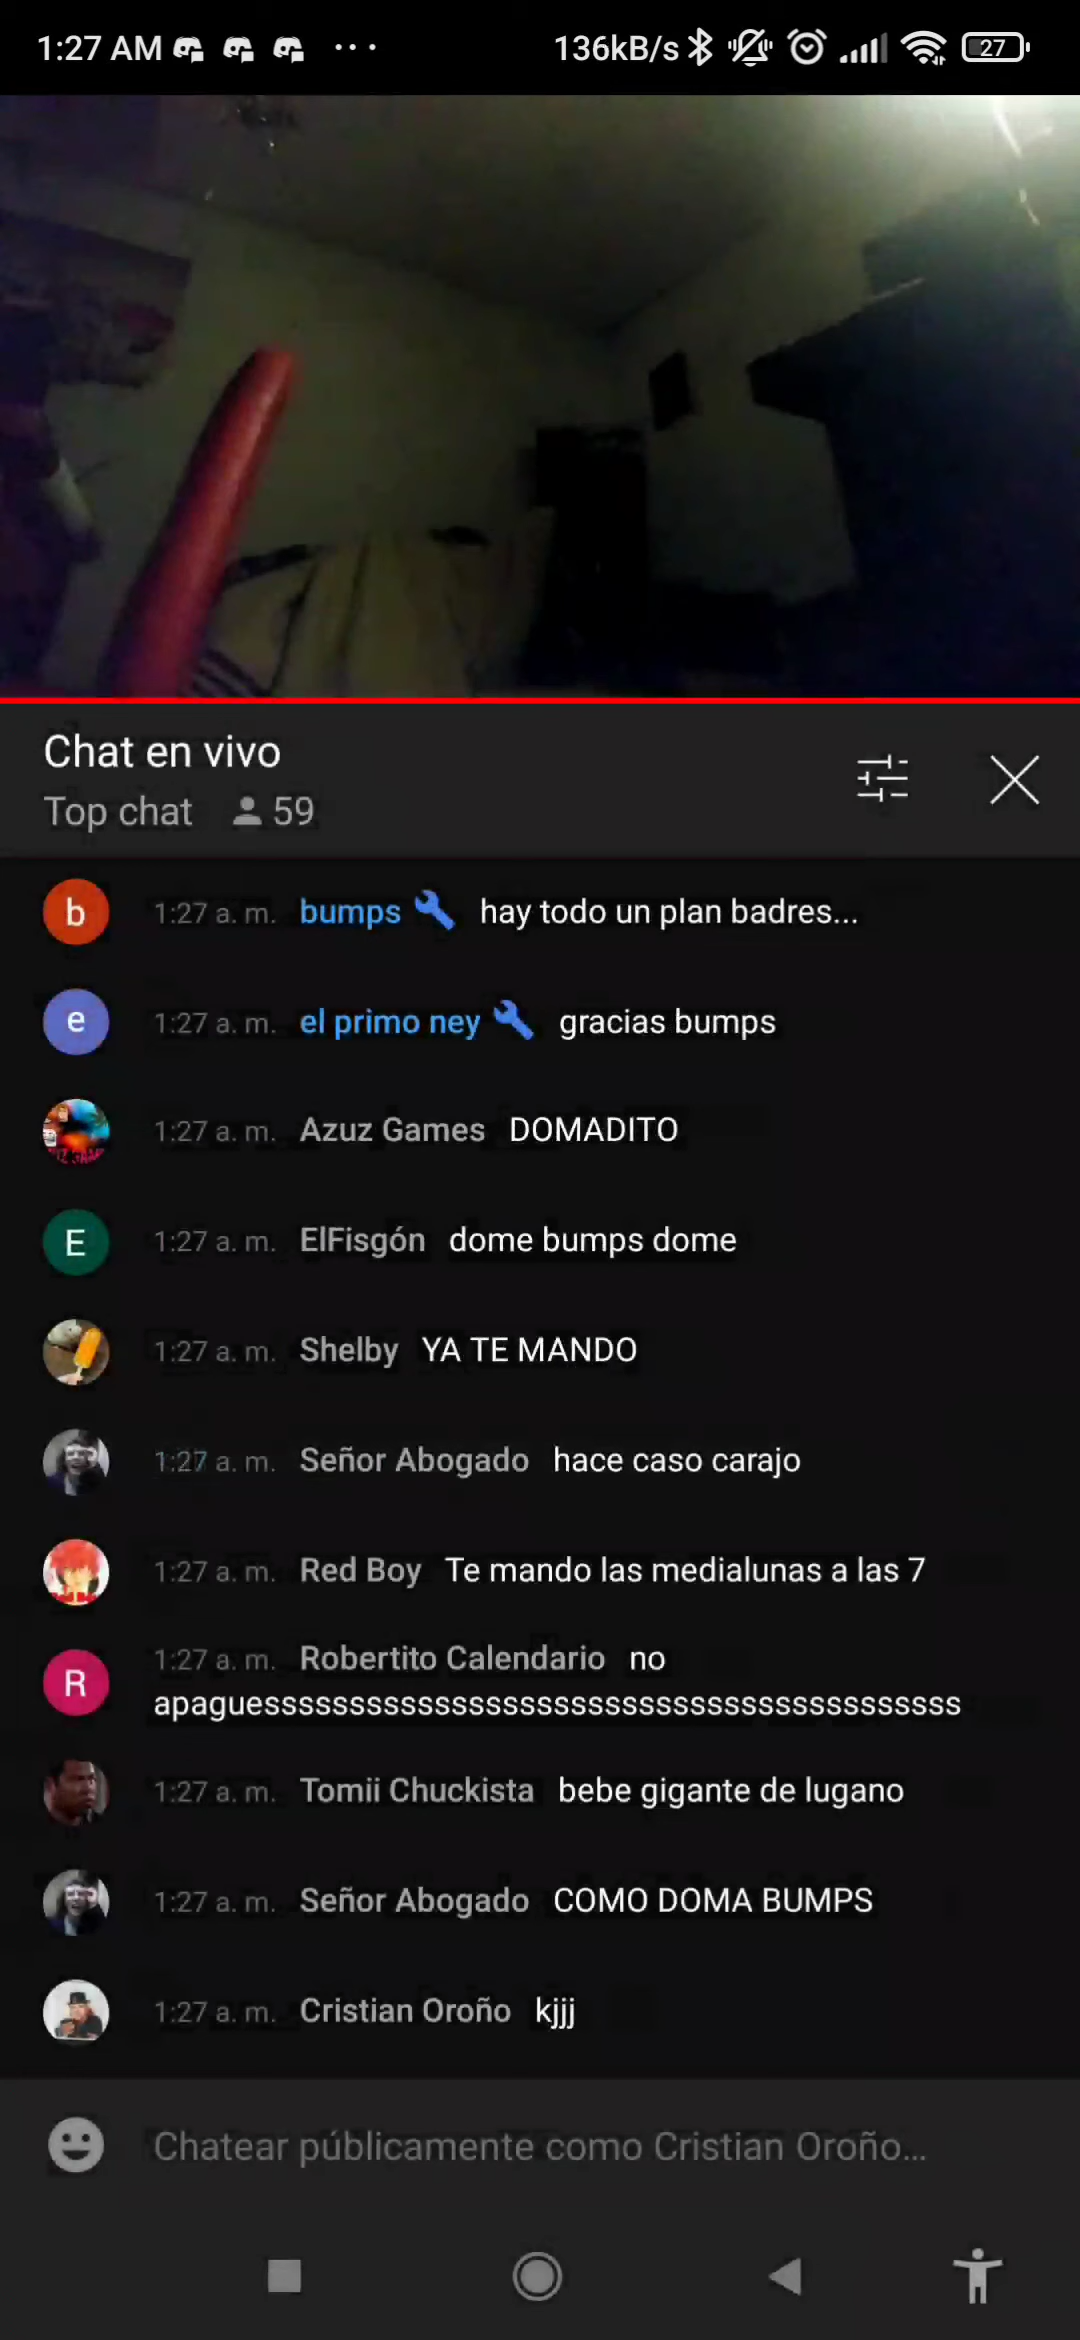 1:27 AM 136kB/s 27
Chat en vivo
Top chat 59
b 1:27 a. m. bumps hay todo un plan badres...
e 1:27 a. m. el primo ney gracias bumps
1:27 a. m. Azuz Games DOMADITO
E 1:27 a. m. ElFisgón dome bumps dome
1:27 a. m. Shelby YA TE MANDO
1:27 a. m. Señor Abogado hace caso carajo
1:27 a. m. Red Boy Te mando las medialunas a las 7
R 1:27 a. m. Robertito Calendario no
apaguesssssssssssssssssssssssssssssssssssssssss
1:27 a. m. Tomii Chuckista bebe gigante de lugano
1:27 a. m. Señor Abogado COMO DOMA BUMPS
1:27 a. m. Cristian Oroño kjjj
Chatear públicamente como Cristian Oroño...